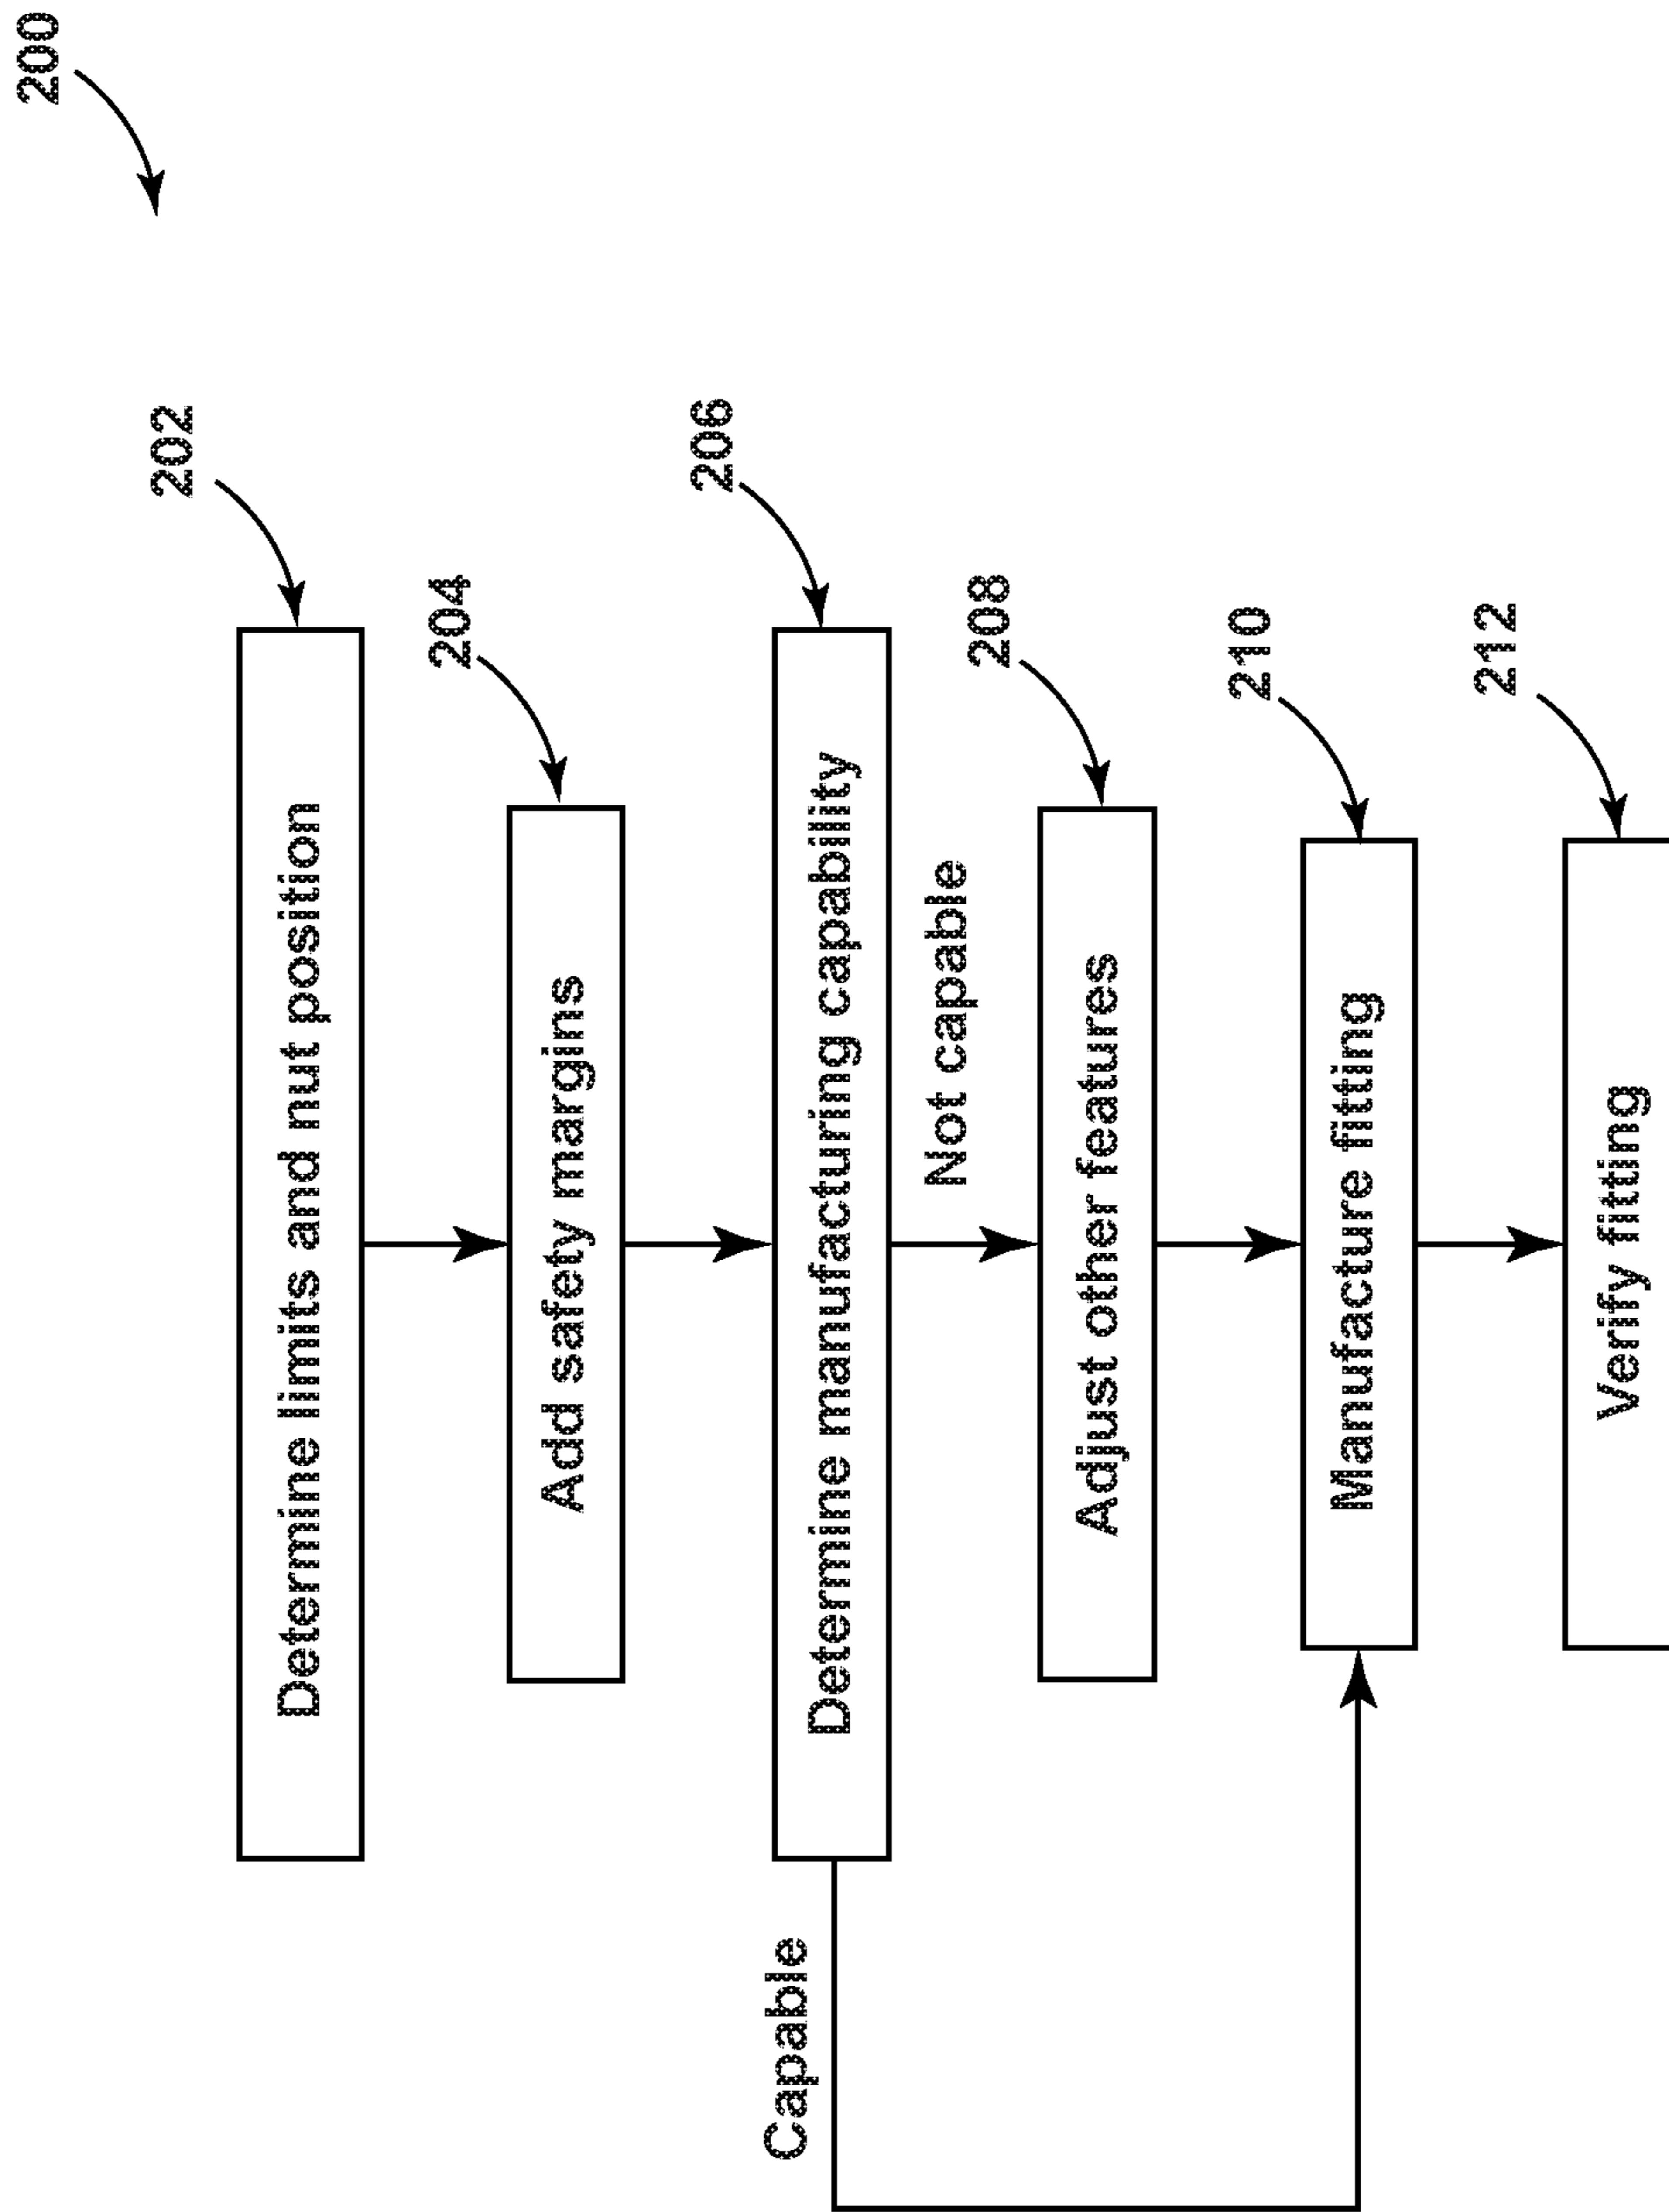 200
202
Determine limits and nut position
204
Add safety margins
206
Determine manufacturing capability
Capable
Not capable
208
Adjust other features
210
Manufacture fitting
212
Verify fitting